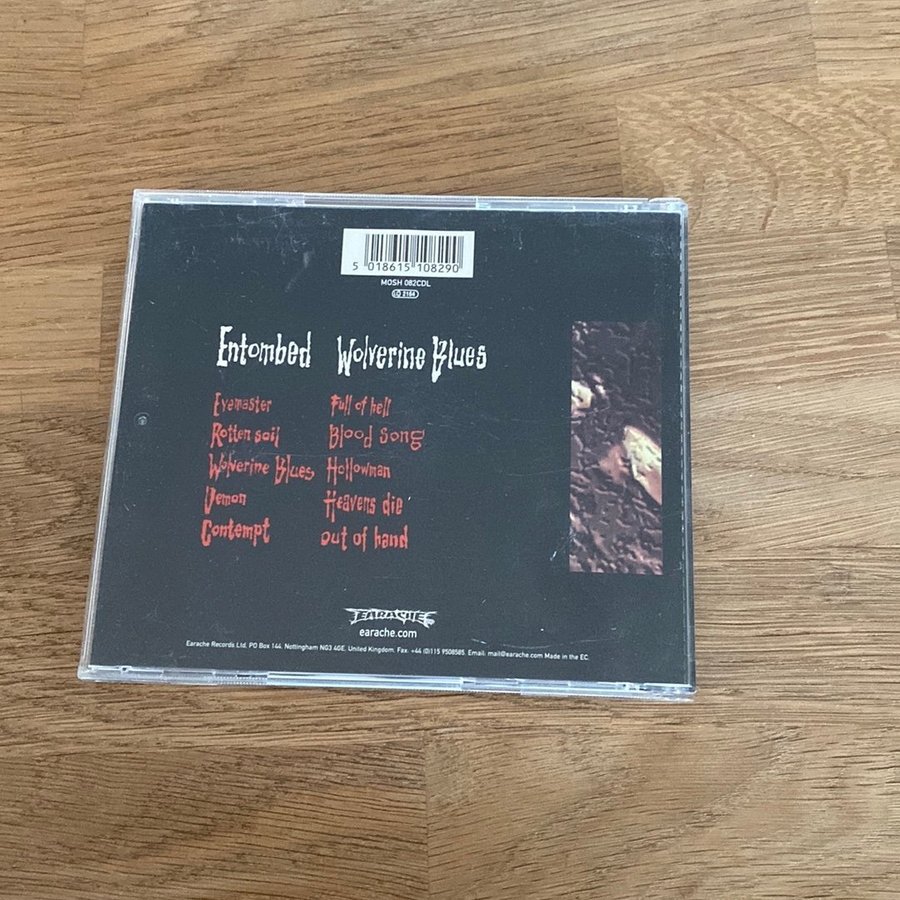 5 018615 108290
MOSH 082CDL
LC 2184
Entombed Wolverine Blues
Eyemaster
Rotten soil
Wolverine Blues
Demon
Contempt
Full of hell
Blood Song
Hollowman
Heavens die
out of hand
EARACHE
earache.com
Earache Records Ltd. PO Box 144. Nottingham NG3 4GE. United Kingdom. Fax. +44 (0)115 9508585. Email: mail@earache.com Made in the EC.